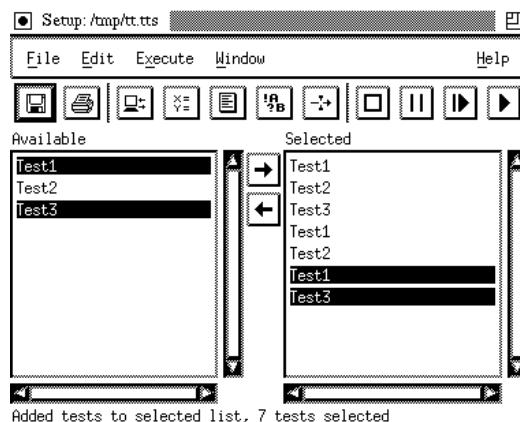 Setup: /tmp/tt.tts
File Edit Execute Window Help
X=
Y=
!A
?B
Available Selected
Test1
Test2
Test3
Test1
Test2
Test3
Test1
Test2
Test1
Test3
Added tests to selected list, 7 tests selected